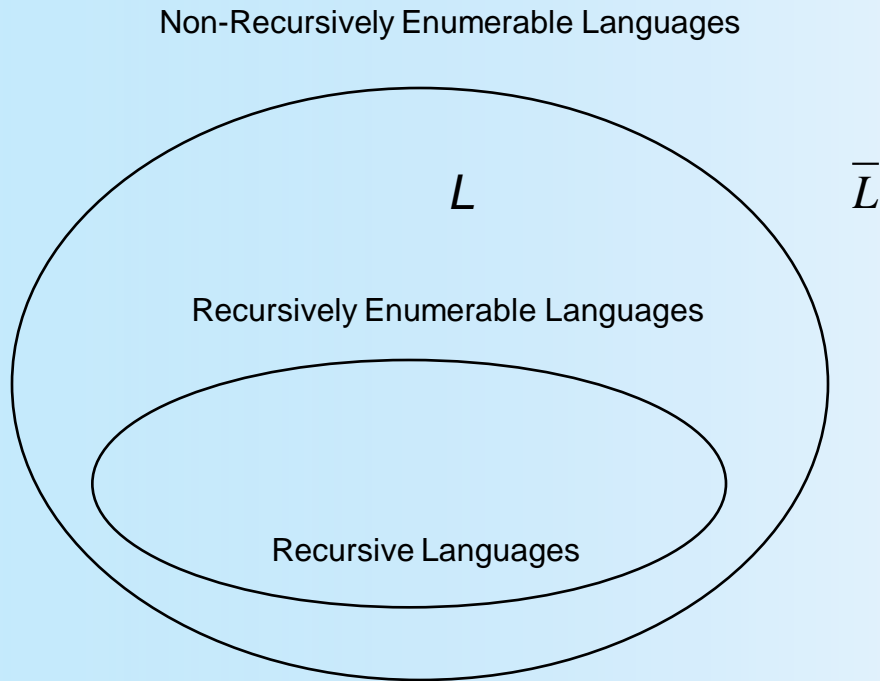 Non-Recursively Enumerable Languages
L
L̅
Recursively Enumerable Languages
Recursive Languages